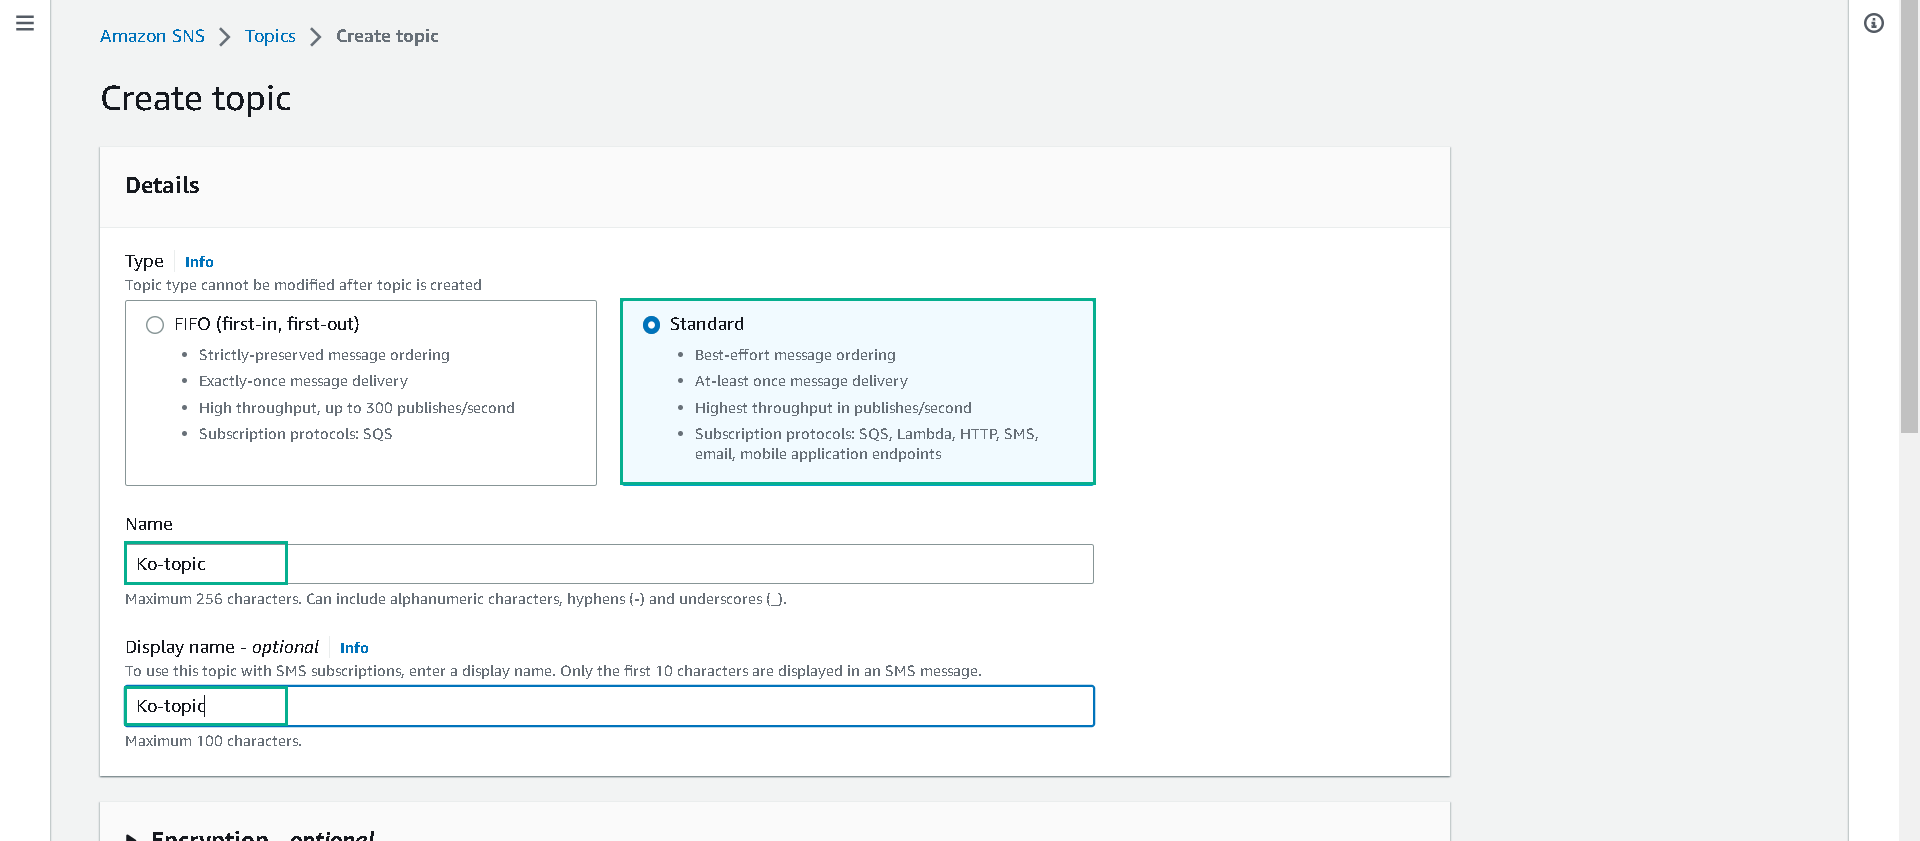 Amazon SNS > Topics > Create topic
Create topic
Details
Type Info
Topic type cannot be modified after topic is created
FIFO (first-in, first-out)
• Strictly-preserved message ordering
• Exactly-once message delivery
• High throughput, up to 300 publishes/second
• Subscription protocols: SQS
Standard
• Best-effort message ordering
• At-least once message delivery
• Highest throughput in publishes/second
• Subscription protocols: SQS, Lambda, HTTP, SMS,
email, mobile application endpoints
Name
Ko-topic
Maximum 256 characters. Can include alphanumeric characters, hyphens (-) and underscores (_).
Display name - optional Info
To use this topic with SMS subscriptions, enter a display name. Only the first 10 characters are displayed in an SMS message.
Ko-topic
Maximum 100 characters.
Encryption - optional